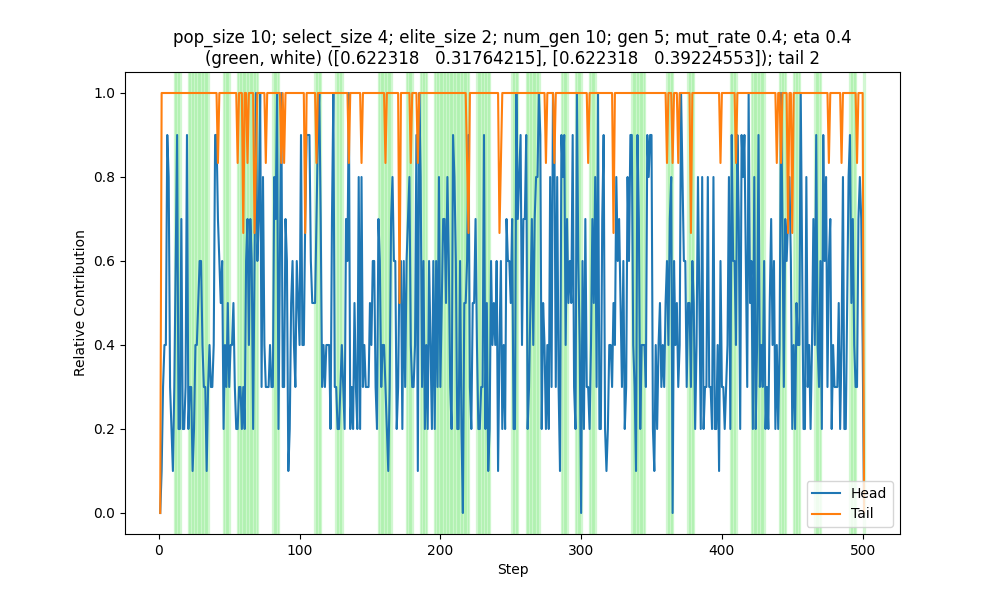 pop_size 10; select_size 4; elite_size 2; num_gen 10; gen 5; mut_rate 0.4; eta 0.4
(green, white) ([0.622318   0.31764215], [0.622318   0.39224553]); tail 2
Relative Contribution
1.0
0.8
0.6
0.4
0.2
0.0
Head
Tail
0 100 200 300 400 500
Step